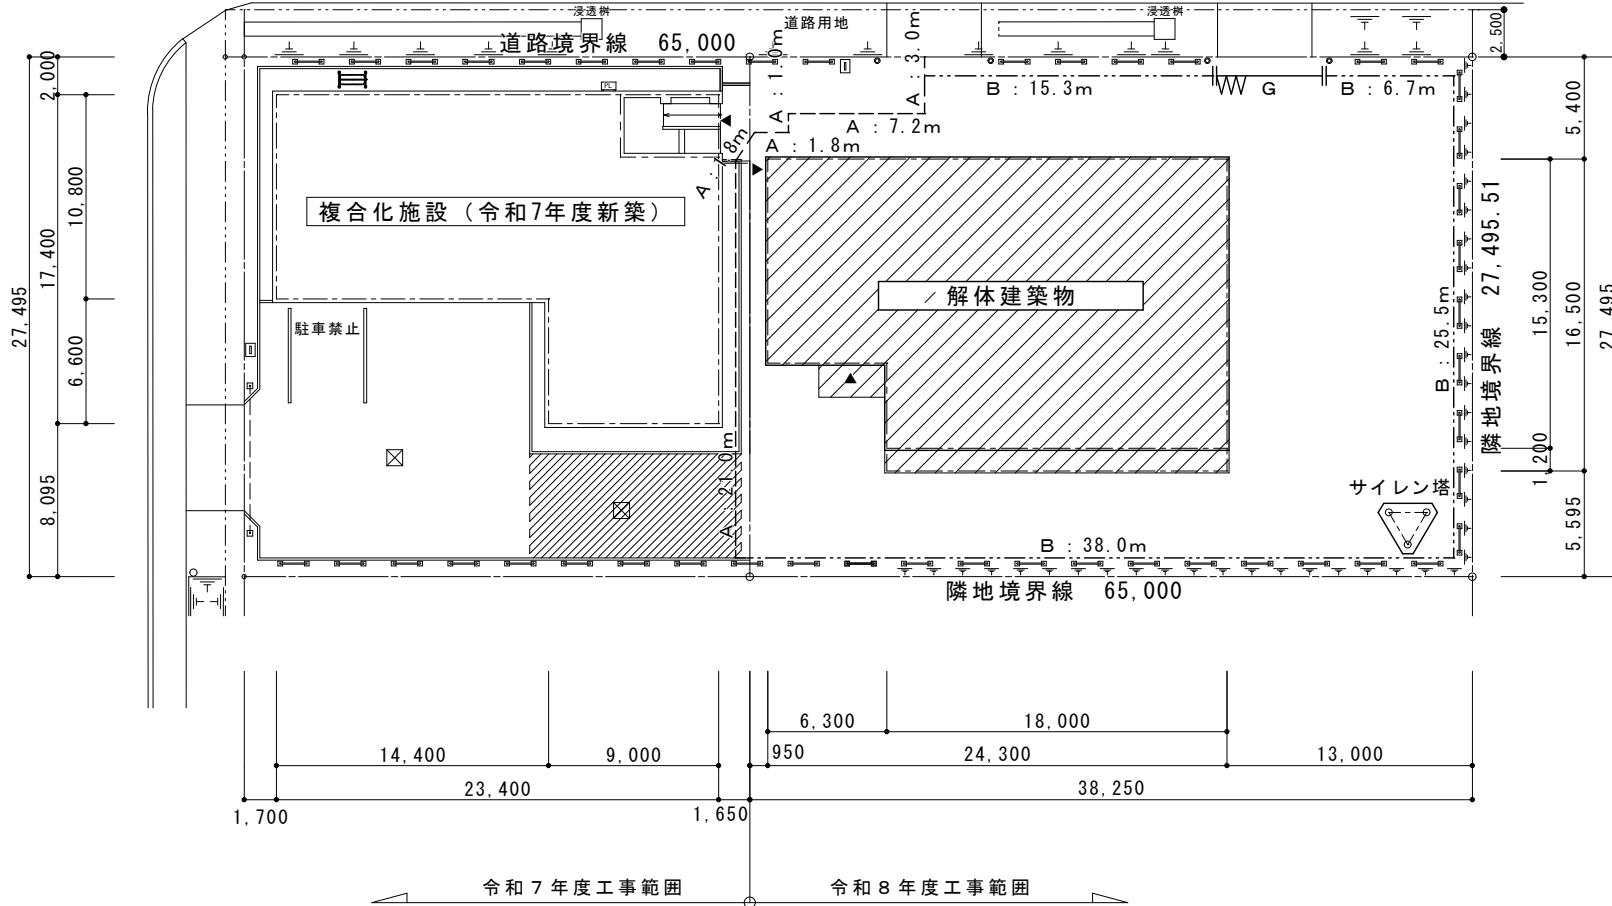 浸透桝
道路用地
浸透桝
2,500
道路境界線 65,000
A : 1.0m
A : 3.0m
2,000
PL
B : 15.3m
G
B : 6.7m
5,400
A : 7.2m
A : 1.8m
10,800
複合化施設（令和7年度新築）
17,400
隣地境界線 27,495.51
27,495
解体建築物
15,300
16,500
27,495
駐車禁止
B : 25.5m
6,600
A : 21.0m
1,200
サイレン塔
8,095
5,595
B : 38.0m
隣地境界線 65,000
6,300
18,000
14,400
9,000
950
24,300
13,000
23,400
38,250
1,700
1,650
令和７年度工事範囲
令和８年度工事範囲